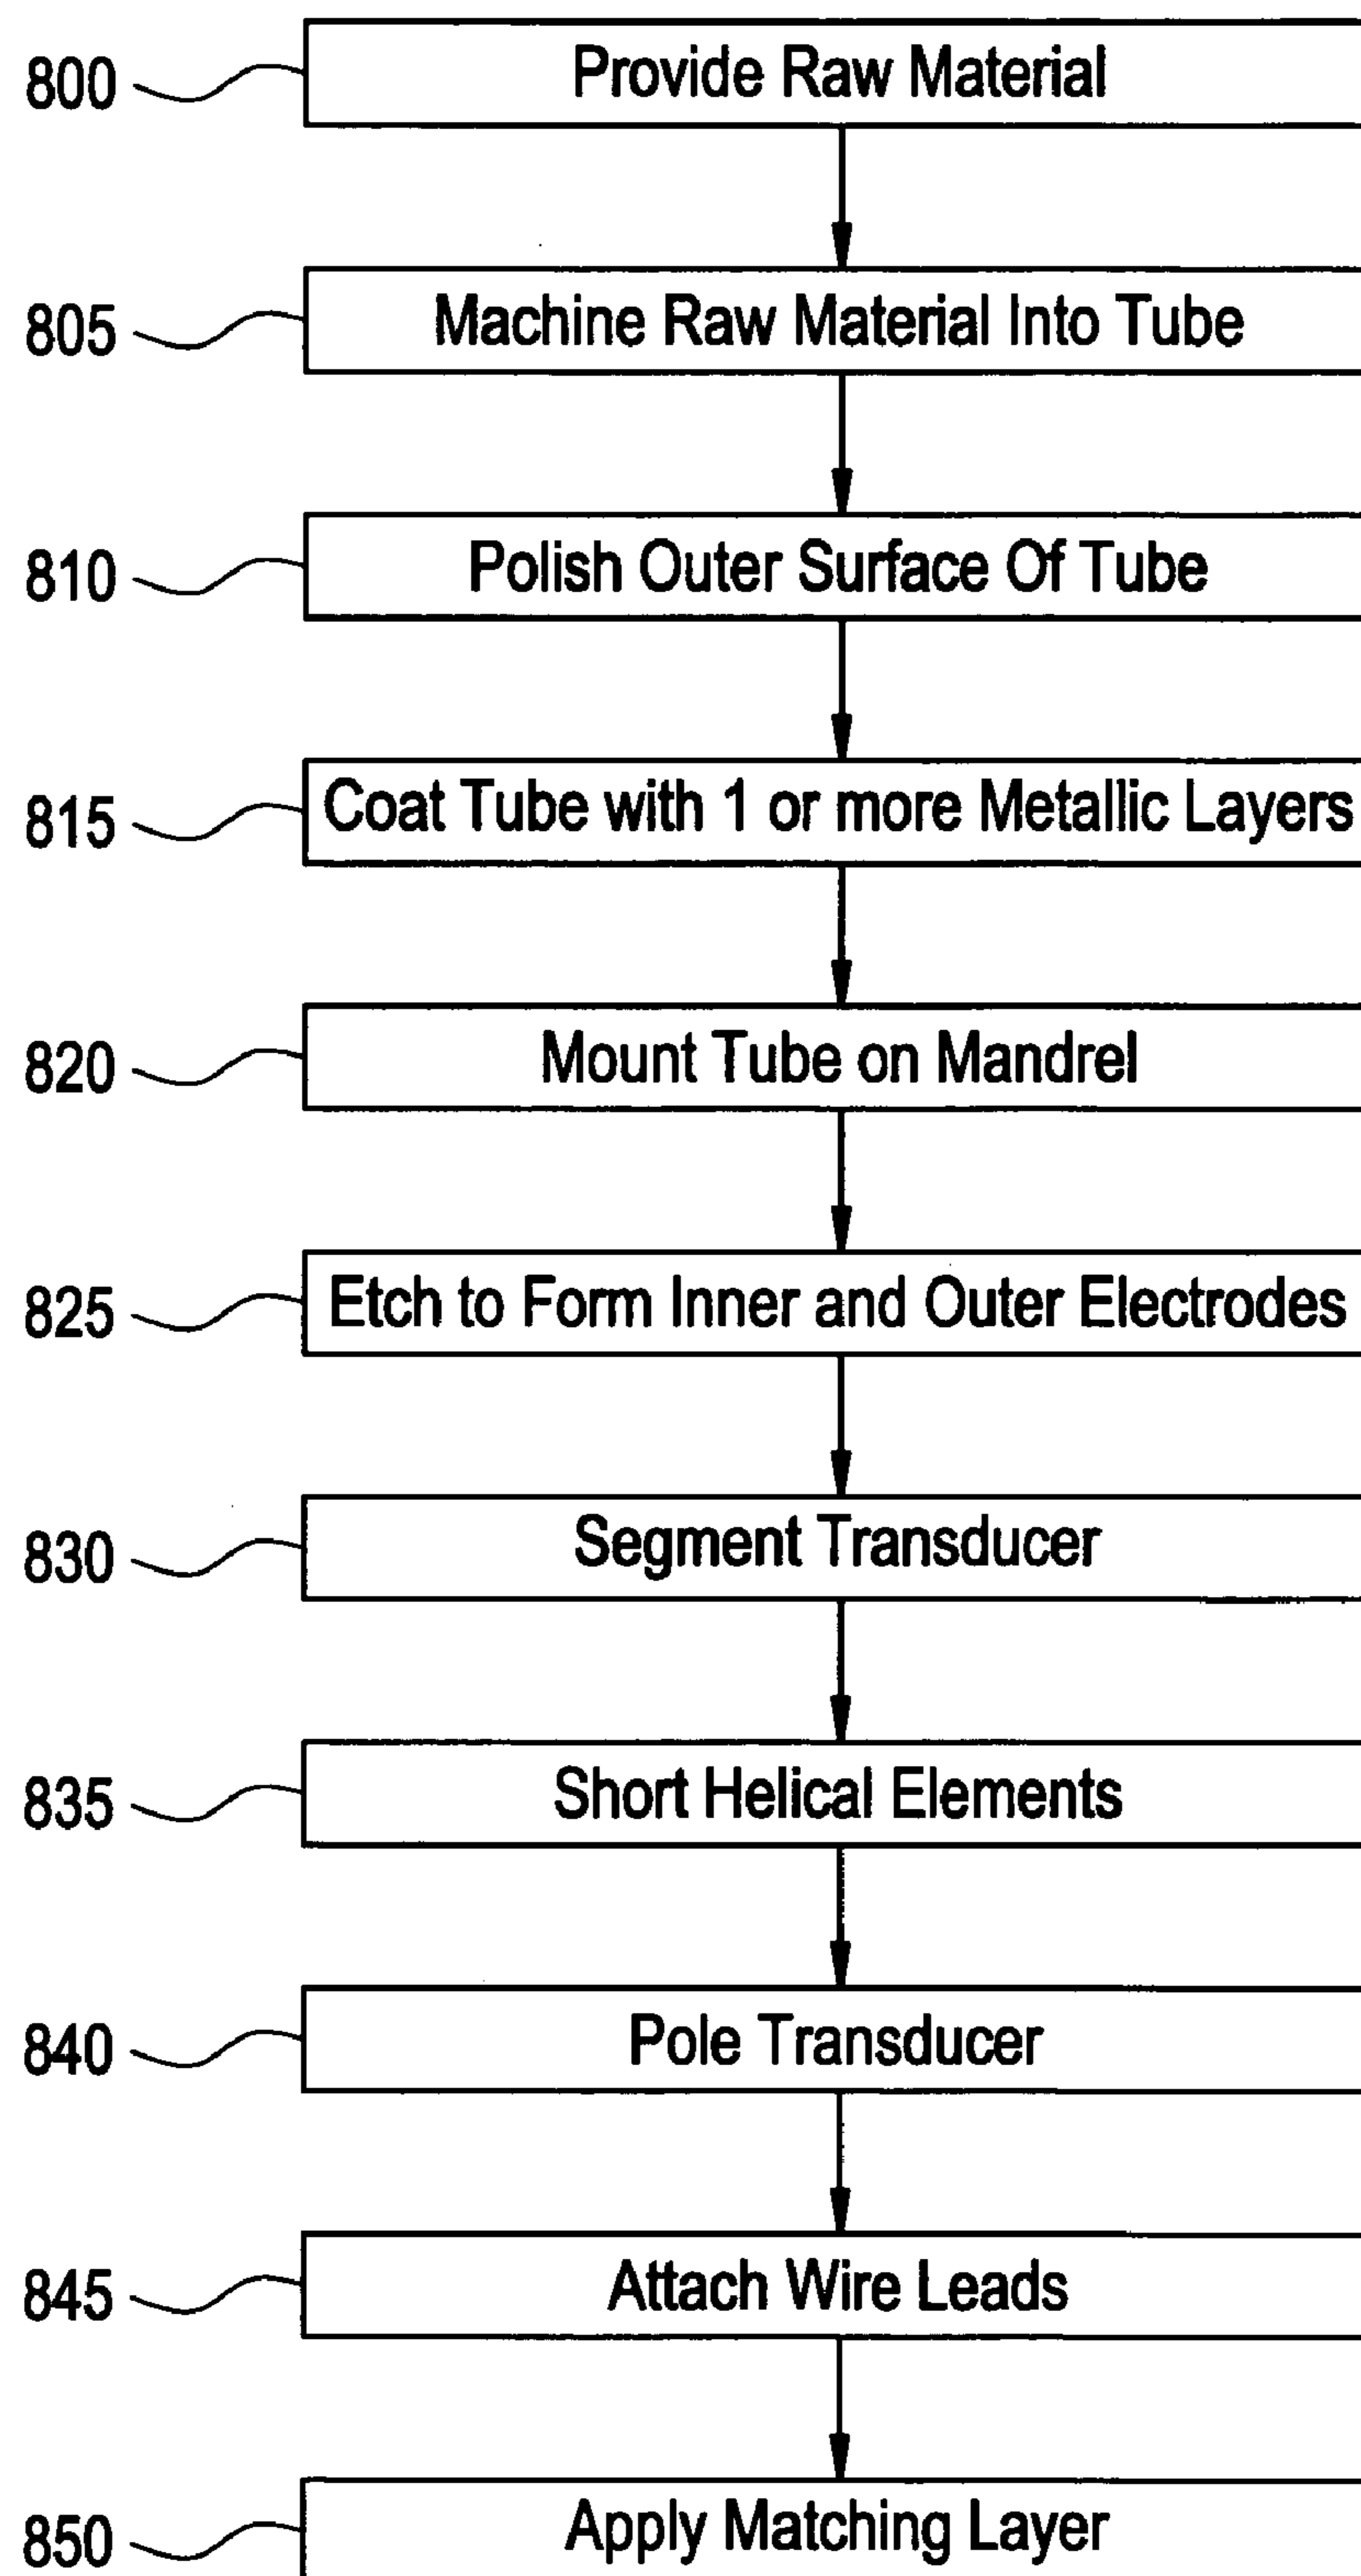 800 Provide Raw Material
805 Machine Raw Material Into Tube
810 Polish Outer Surface Of Tube
815 Coat Tube with 1 or more Metallic Layers
820 Mount Tube on Mandrel
825 Etch to Form Inner and Outer Electrodes
830 Segment Transducer
835 Short Helical Elements
840 Pole Transducer
845 Attach Wire Leads
850 Apply Matching Layer